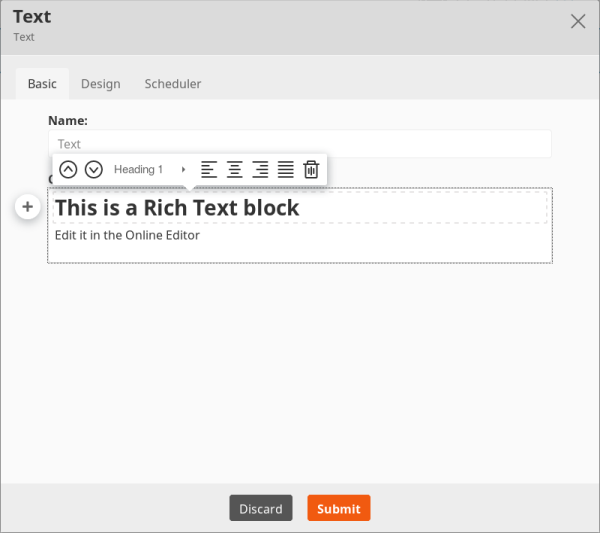 Text
Text
Basic Design Scheduler
Name:
Text
Heading 1
This is a Rich Text block
Edit it in the Online Editor
Discard Submit